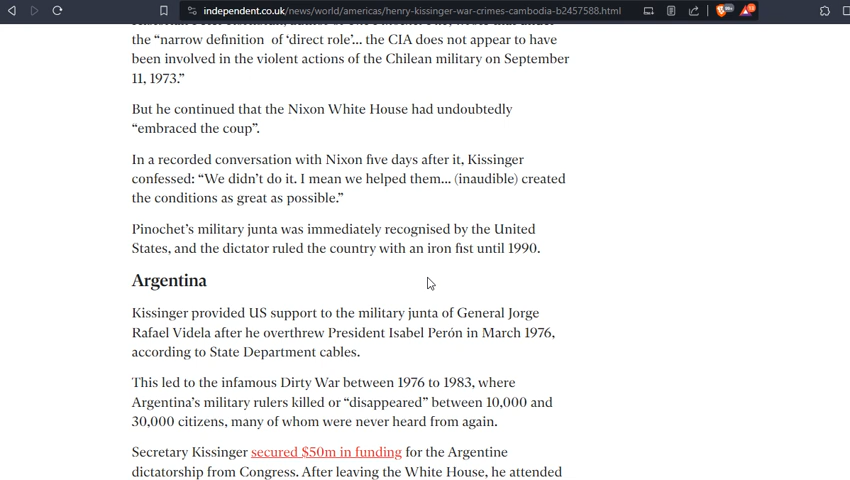 independent.co.uk/news/world/americas/henry-kissinger-war-crimes-cambodia-b2457588.html
the “narrow definition of ‘direct role’... the CIA does not appear to have
been involved in the violent actions of the Chilean military on September
11, 1973.”
But he continued that the Nixon White House had undoubtedly
“embraced the coup”.
In a recorded conversation with Nixon five days after it, Kissinger
confessed: “We didn’t do it. I mean we helped them... (inaudible) created
the conditions as great as possible.”
Pinochet’s military junta was immediately recognised by the United
States, and the dictator ruled the country with an iron fist until 1990.
Argentina
Kissinger provided US support to the military junta of General Jorge
Rafael Videla after he overthrew President Isabel Perón in March 1976,
according to State Department cables.
This led to the infamous Dirty War between 1976 to 1983, where
Argentina’s military rulers killed or “disappeared” between 10,000 and
30,000 citizens, many of whom were never heard from again.
Secretary Kissinger secured $50m in funding for the Argentine
dictatorship from Congress. After leaving the White House, he attended